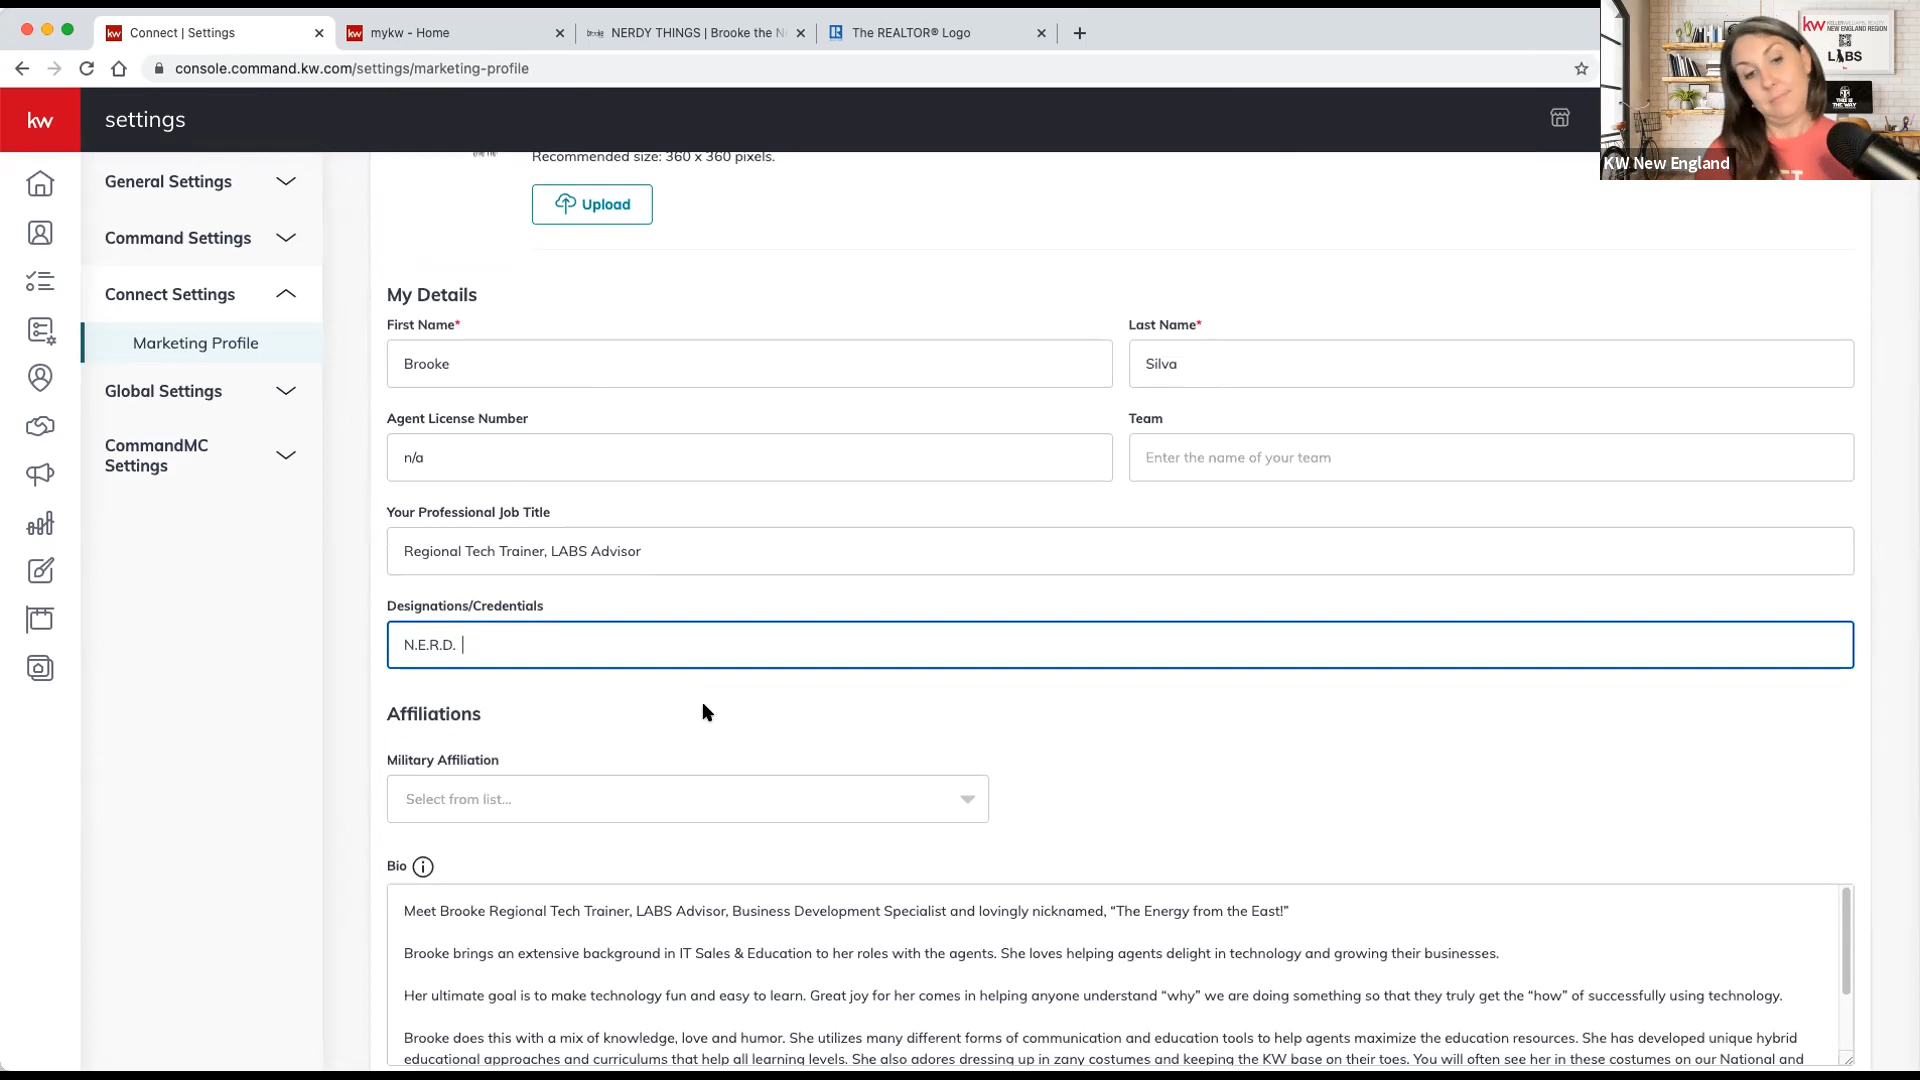 Connect | Settings
mykw - Home
NERDY THINGS | Brooke the N
The REALTOR® Logo
console.command.kw.com/settings/marketing-profile
kw
KELLERWILLIAMS. REALTY
NEW ENGLAND REGION
LABS
THIS IS
THE WAY
KW New England
kw
settings
General Settings
Command Settings
Connect Settings
Marketing Profile
Global Settings
CommandMC
Settings
Recommended size: 360 x 360 pixels.
Upload
My Details
First Name*
Last Name*
Brooke
Silva
Agent License Number
Team
n/a
Enter the name of your team
Your Professional Job Title
Regional Tech Trainer, LABS Advisor
Designations/Credentials
N.E.R.D.
Affiliations
Military Affiliation
Select from list...
Bio
Meet Brooke Regional Tech Trainer, LABS Advisor, Business Development Specialist and lovingly nicknamed, “The Energy from the East!”
Brooke brings an extensive background in IT Sales & Education to her roles with the agents. She loves helping agents delight in technology and growing their businesses.
Her ultimate goal is to make technology fun and easy to learn. Great joy for her comes in helping anyone understand “why” we are doing something so that they truly get the “how” of successfully using technology.
Brooke does this with a mix of knowledge, love and humor. She utilizes many different forms of communication and education tools to help agents maximize the education resources. She has developed unique hybrid
educational approaches and curriculums that help all learning levels. She also adores dressing up in zany costumes and keeping the KW base on their toes. You will often see her in these costumes on our National and